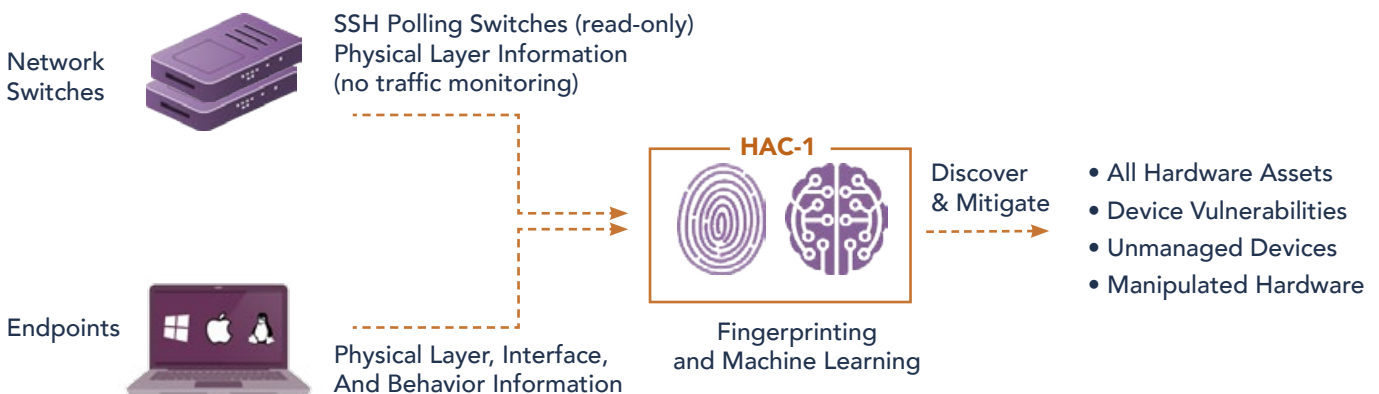 Network
Switches
SSH Polling Switches (read-only)
Physical Layer Information
(no traffic monitoring)
HAC-1
Discover
& Mitigate
• All Hardware Assets
• Device Vulnerabilities
• Unmanaged Devices
• Manipulated Hardware
Endpoints
Physical Layer, Interface,
And Behavior Information
Fingerprinting
and Machine Learning